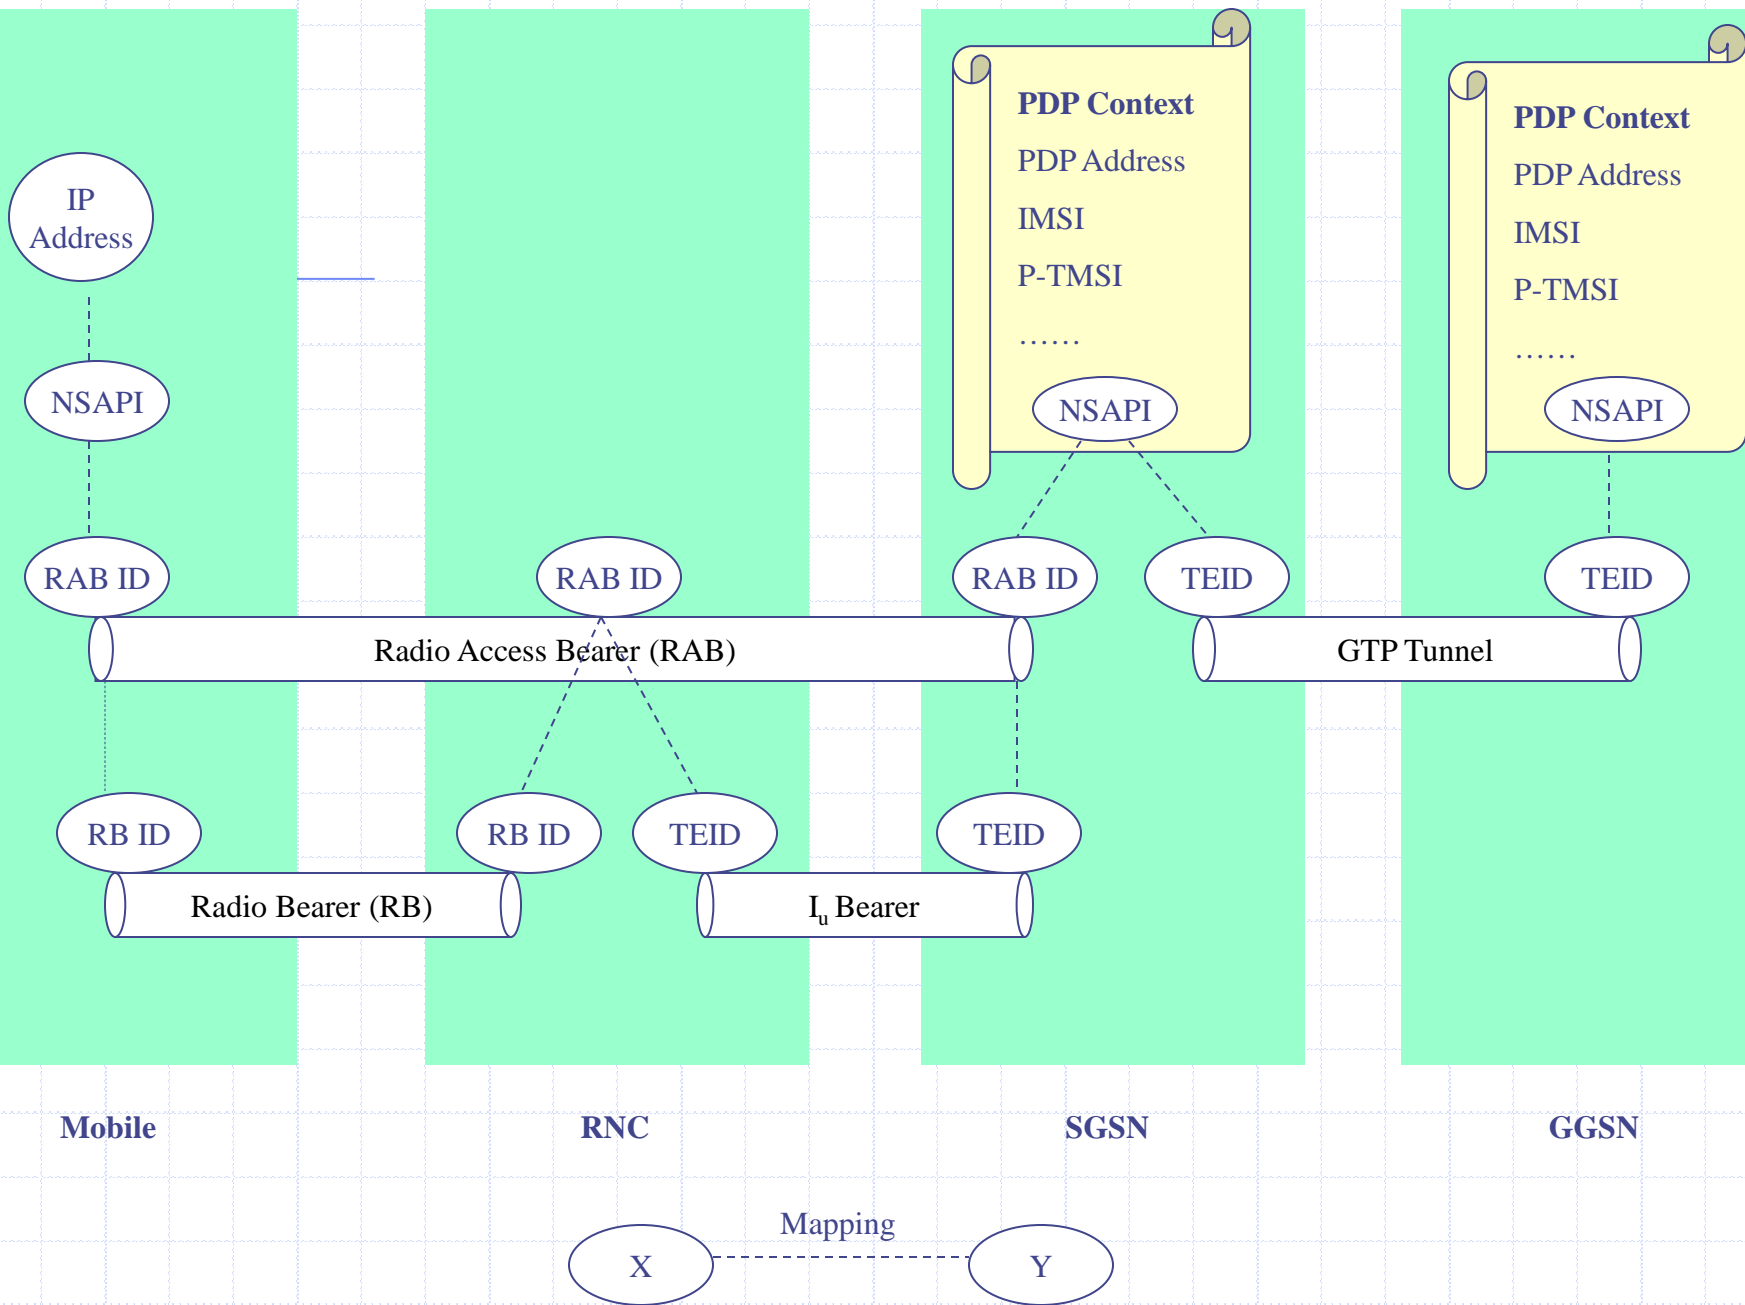 PDP Context
PDP Address
IMSI
P-TMSI
……
NSAPI
PDP Context
PDP Address
IMSI
P-TMSI
……
NSAPI
IP
Address
NSAPI
RAB ID
RAB ID
RAB ID
TEID
TEID
Radio Access Bearer (RAB)
GTP Tunnel
RB ID
RB ID
TEID
TEID
Radio Bearer (RB)
Iu Bearer
Mobile
RNC
SGSN
GGSN
Mapping
X
Y